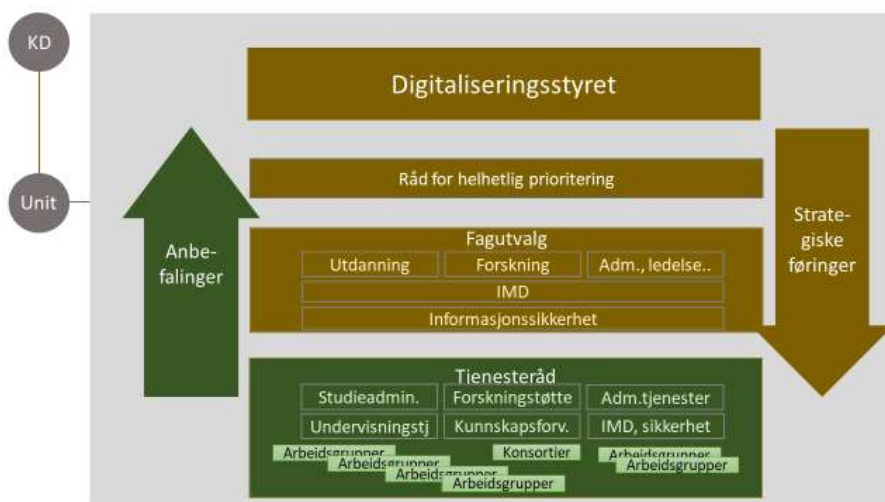 KD
Digitaliseringsstyret
Råd for helhetlig prioritering
Unit
Anbe-
falinger
Strate-
giske
føringer
Fagutvalg
Utdanning
Forskning
Adm., ledelse..
IMD
Informasjonssikkerhet
Tjenesteråd
Studieadmin.
Forskningstøtte
Adm.tjenester
Undervisningstj
Kunnskapsforv.
IMD, sikkerhet
Arbeidsgrupper
Konsortier
Arbeidsgrupper
Arbeidsgrupper
Arbeidsgrupper
Arbeidsgrupper
Arbeidsgrupper